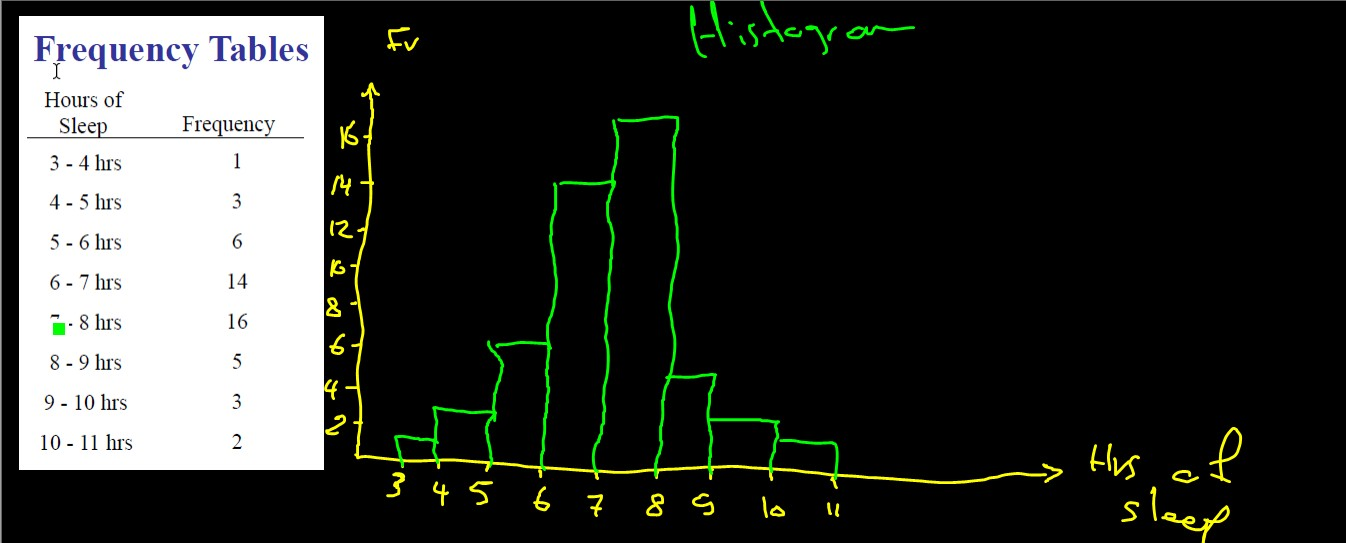 Frequency Tables
Hours of
Sleep Frequency
3 - 4 hrs 1
4 - 5 hrs 3
5 - 6 hrs 6
6 - 7 hrs 14
- 8 hrs 16
8 - 9 hrs 5
9 - 10 hrs 3
10 - 11 hrs 2
Histogram
Fr
16
14
12
10
8
6
4
2
3 4 5 6 7 8 9 10 11
Hrs of
sleep